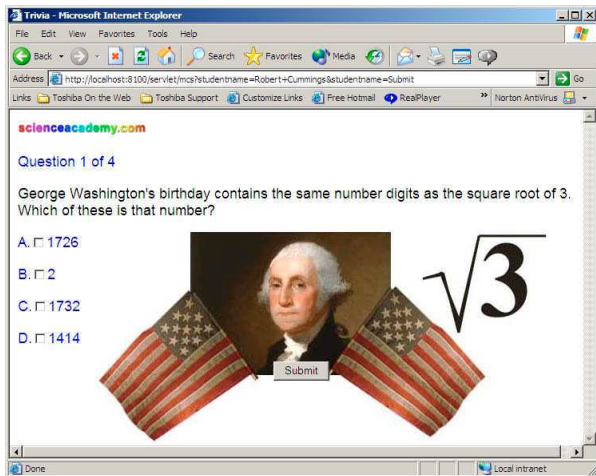 Trivia - Microsoft Internet Explorer
File Edit View Favorites Tools Help
Back Search Favorites Media
Address http://localhost:8100/servlet/mcs?studentname=Robert+Cummings&studentname=Submit Go
Links Toshiba On the Web Toshiba Support Customize Links Free Hotmail RealPlayer » Norton AntiVirus
scienceacademy.com
Question 1 of 4
George Washington's birthday contains the same number digits as the square root of 3.
Which of these is that number?
A. 1726
B. 2
C. 1732
D. 1414
√3
Submit
Done Local intranet